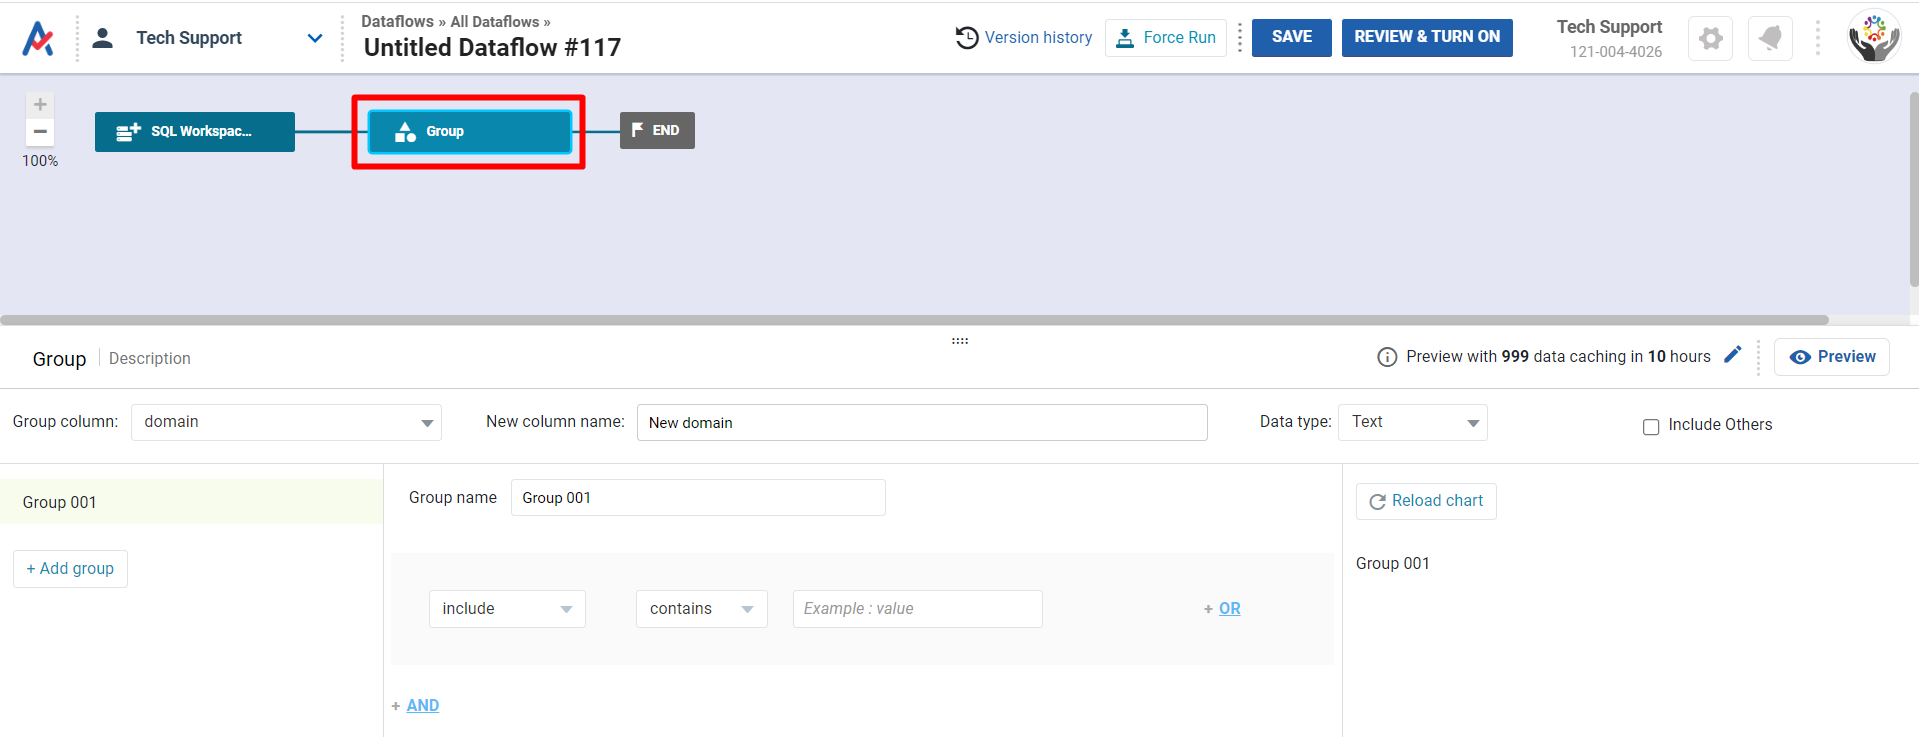 Tech Support
Dataflows » All Dataflows »
Untitled Dataflow #117
Version history
Force Run
SAVE
REVIEW & TURN ON
Tech Support
121-004-4026
+
−
100%
SQL Workspac...
Group
END
Group
Description
Preview with 999 data caching in 10 hours
Preview
Group column:
domain
New column name:
New domain
Data type:
Text
Include Others
Group 001
+ Add group
Group name
Group 001
include
contains
Example : value
+ OR
+ AND
Reload chart
Group 001